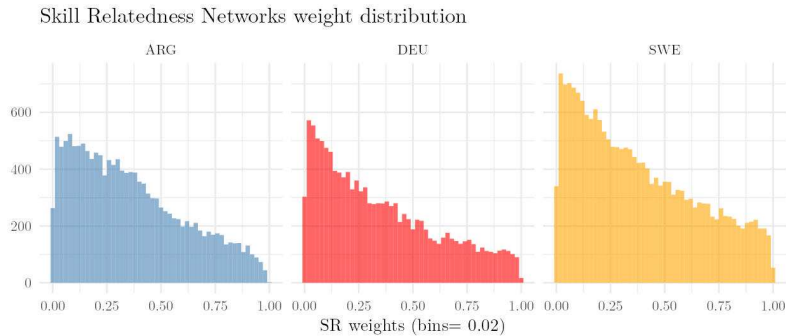 Skill Relatedness Networks weight distribution
ARG DEU SWE
600
400
200
0
0.00 0.25 0.50 0.75 1.00 0.00 0.25 0.50 0.75 1.00 0.00 0.25 0.50 0.75 1.00
SR weights (bins= 0.02)